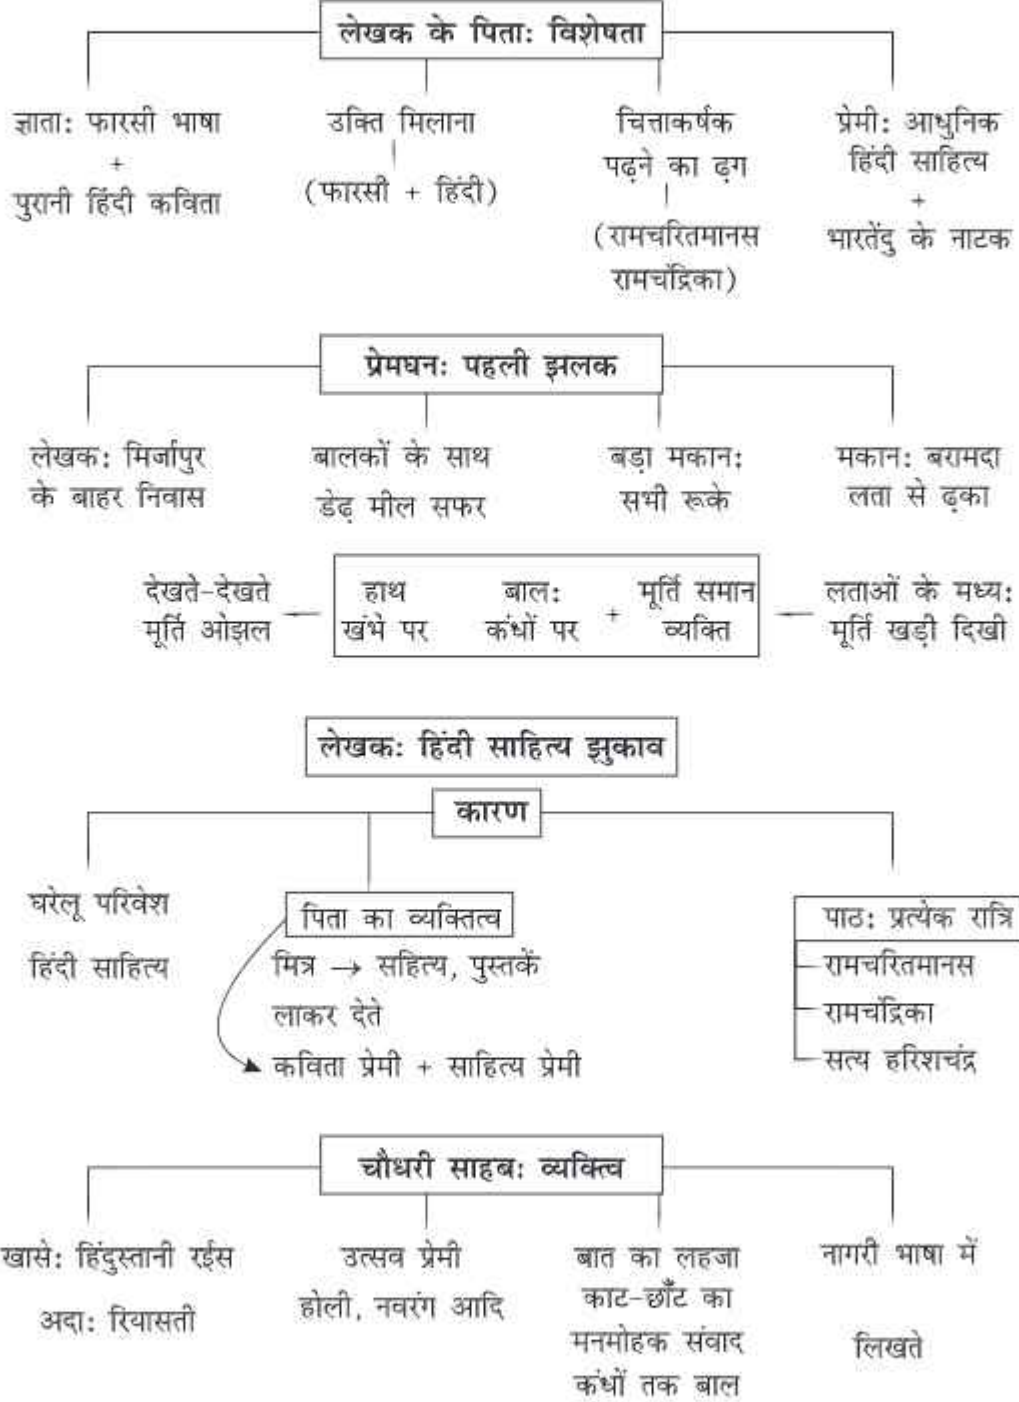 लेखक के पिता: विशेषता
ज्ञाता: फारसी भाषा
+
पुरानी हिंदी कविता
उक्ति मिलाना
(फारसी + हिंदी)
चित्ताकर्षक
पढ़ने का ढ़ग
(रामचरितमानस
रामचंद्रिका)
प्रेमी: आधुनिक
हिंदी साहित्य
+
भारतेंदु के नाटक
प्रेमघन: पहली झलक
लेखक: मिर्जापुर
के बाहर निवास
बालकों के साथ
डेढ़ मील सफर
बड़ा मकान:
सभी रूके
मकान: बरामदा
लता से ढ़का
लताओं के मध्य:
मूर्ति खड़ी दिखी
←
मूर्ति समान
व्यक्ति
+
बाल:
कंधों पर
हाथ
खंभे पर
←
देखते-देखते
मूर्ति ओझल
लेखक: हिंदी साहित्य झुकाव
कारण
घरेलू परिवेश
हिंदी साहित्य
पिता का व्यक्तित्व
मित्र → सहित्य, पुस्तकें
लाकर देते
कविता प्रेमी + साहित्य प्रेमी
पाठ: प्रत्येक रात्रि
रामचरितमानस
रामचंद्रिका
सत्य हरिशचंद्र
चौधरी साहब: व्यक्त्वि
खासे: हिंदुस्तानी रईस
अदा: रियासती
उत्सव प्रेमी
होली, नवरंग आदि
बात का लहजा
काट-छाँट का
मनमोहक संवाद
कंधों तक बाल
नागरी भाषा में
लिखते